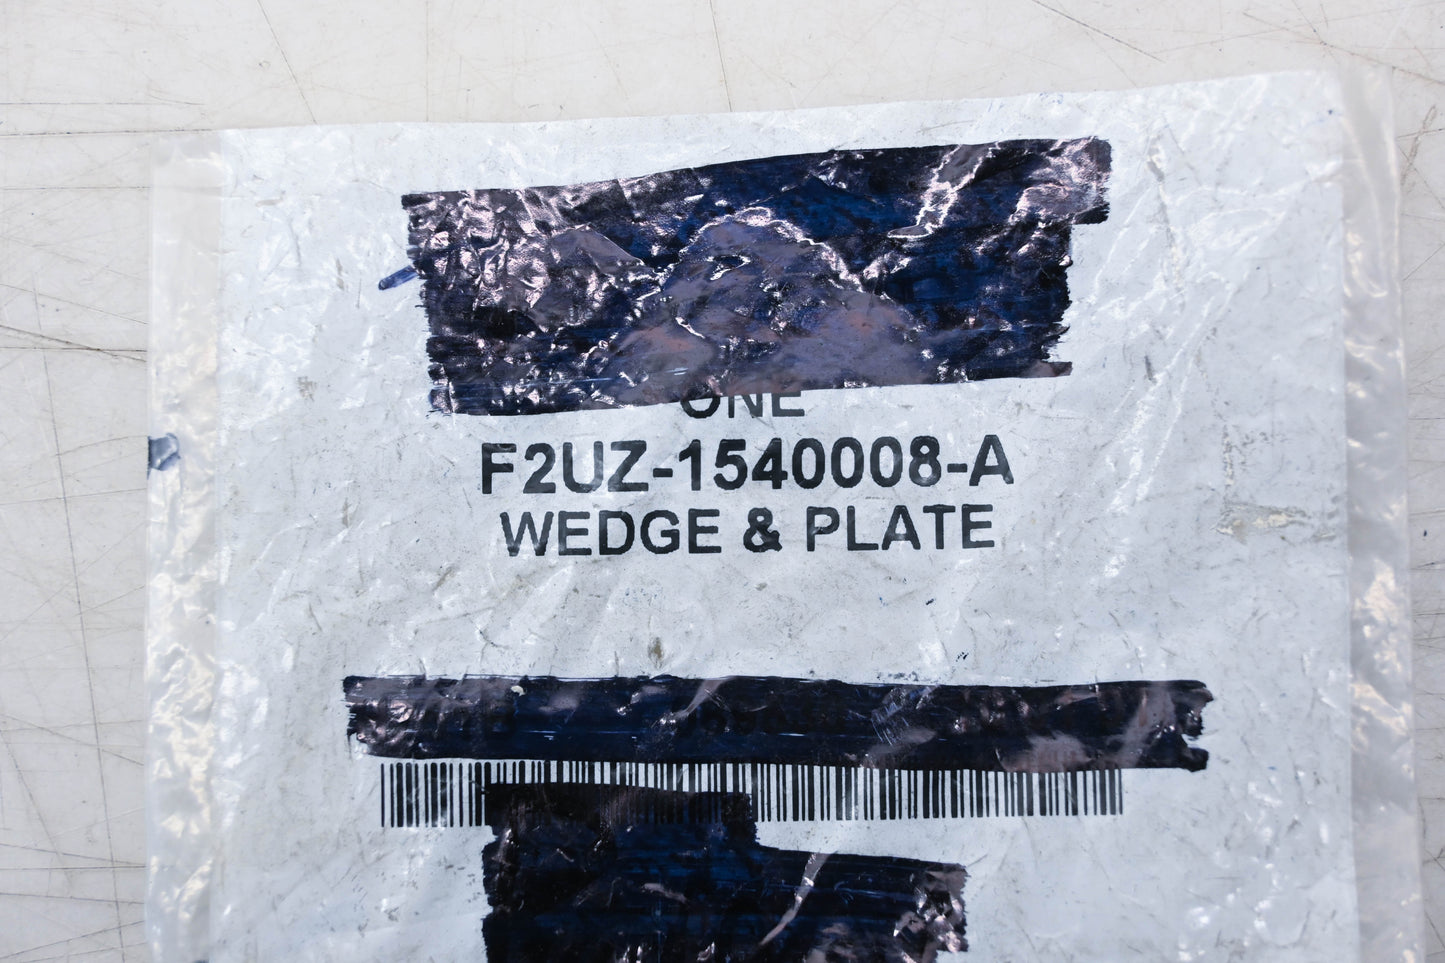 ONE
F2UZ-1540008-A
WEDGE & PLATE